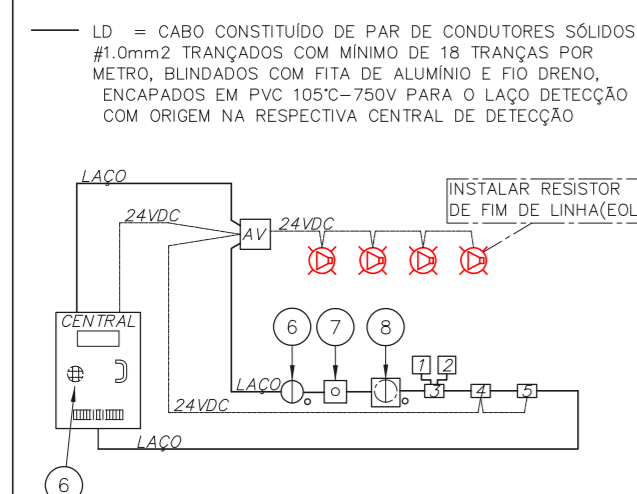 LD = CABO CONSTITUÍDO DE PAR DE CONDUTORES SÓLIDOS
#1.0mm2 TRANÇADOS COM MÍNIMO DE 18 TRANÇAS POR
METRO, BLINDADOS COM FITA DE ALUMÍNIO E FIO DRENO,
ENCAPADOS EM PVC 105°C-750V PARA O LAÇO DETECÇÃO
COM ORIGEM NA RESPECTIVA CENTRAL DE DETECÇÃO
LAÇO
INSTALAR RESISTOR
DE FIM DE LINHA(EOL
24VDC
24VDC
AV
CENTRAL
6
7
8
1
2
LAÇO
3
4
5
24VDC
LAÇO
6